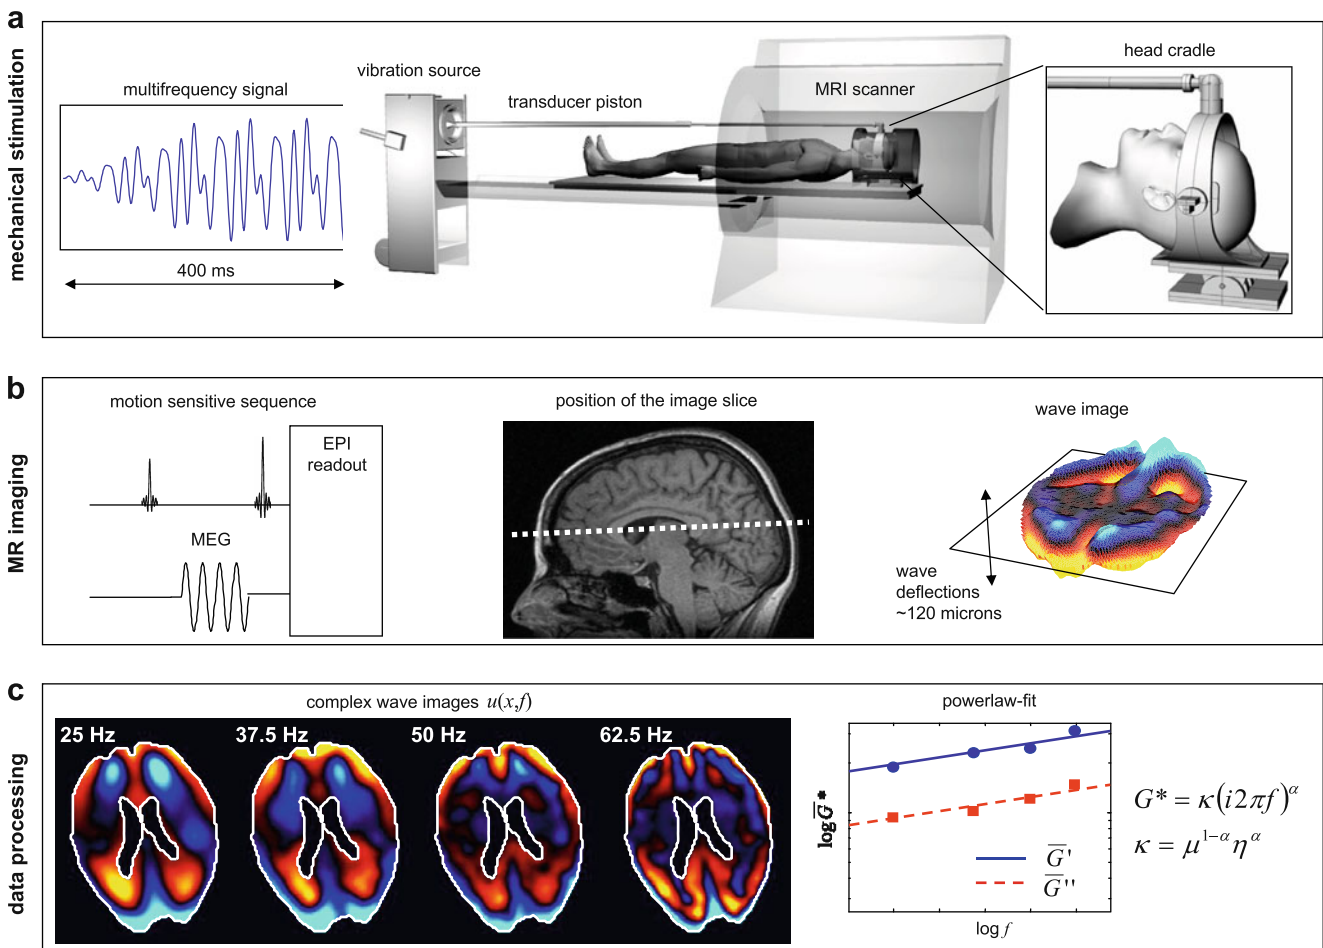 a
mechanical stimulation
multifrequency signal
400 ms
vibration source
transducer piston
MRI scanner
head cradle
b
MR imaging
motion sensitive sequence
EPI
readout
MEG
position of the image slice
wave image
wave
deflections
~120 microns
c
data processing
complex wave images u(x,f)
25 Hz
37.5 Hz
50 Hz
62.5 Hz
powerlaw-fit
log G̅*
G̅'
G̅''
log f
G* = κ(i2πf)^α
κ = μ^{1−α}η^α